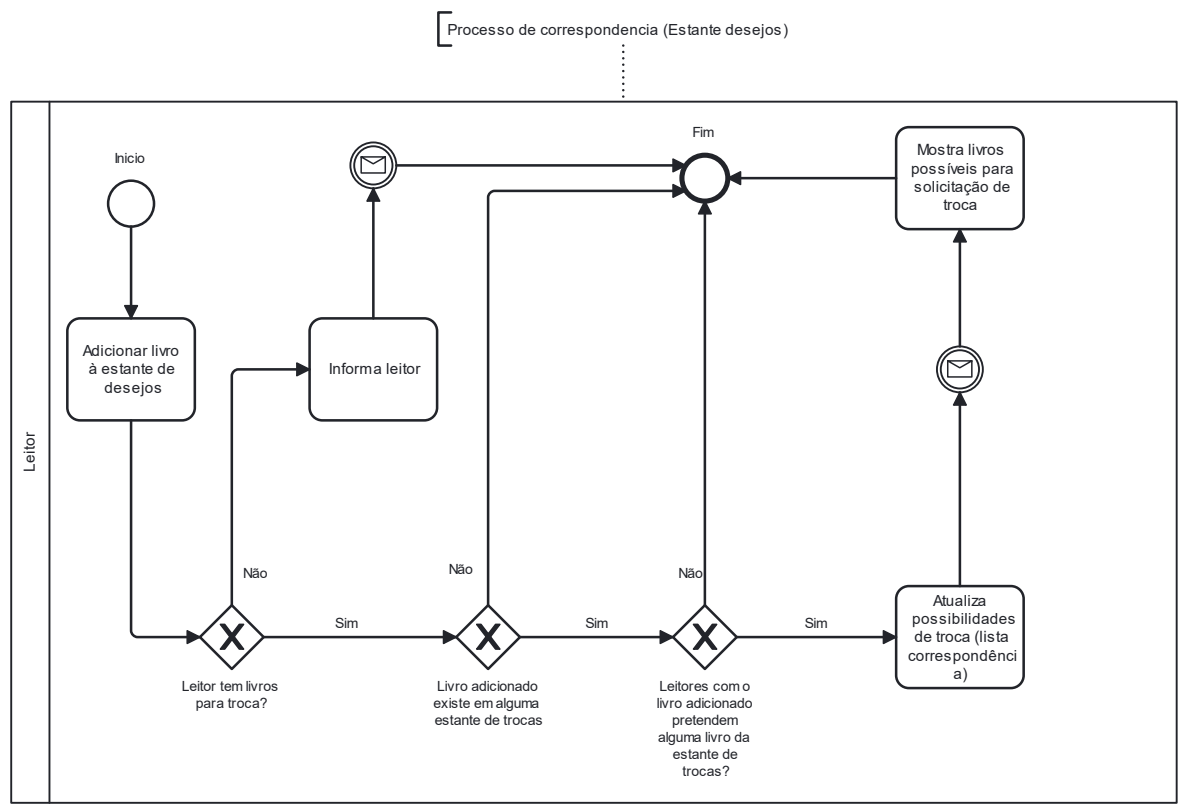 Processo de correspondencia (Estante desejos)
Leitor
Inicio
Fim
Mostra livros
possíveis para
solicitação de
troca
Adicionar livro
à estante de
desejos
Informa leitor
Não
Não
Não
Sim
Sim
Sim
Leitor tem livros
para troca?
Livro adicionado
existe em alguma
estante de trocas
Leitores com o
livro adicionado
pretendem
alguma livro da
estante de
trocas?
Atualiza
possibilidades
de troca (lista
correspondênci
a)